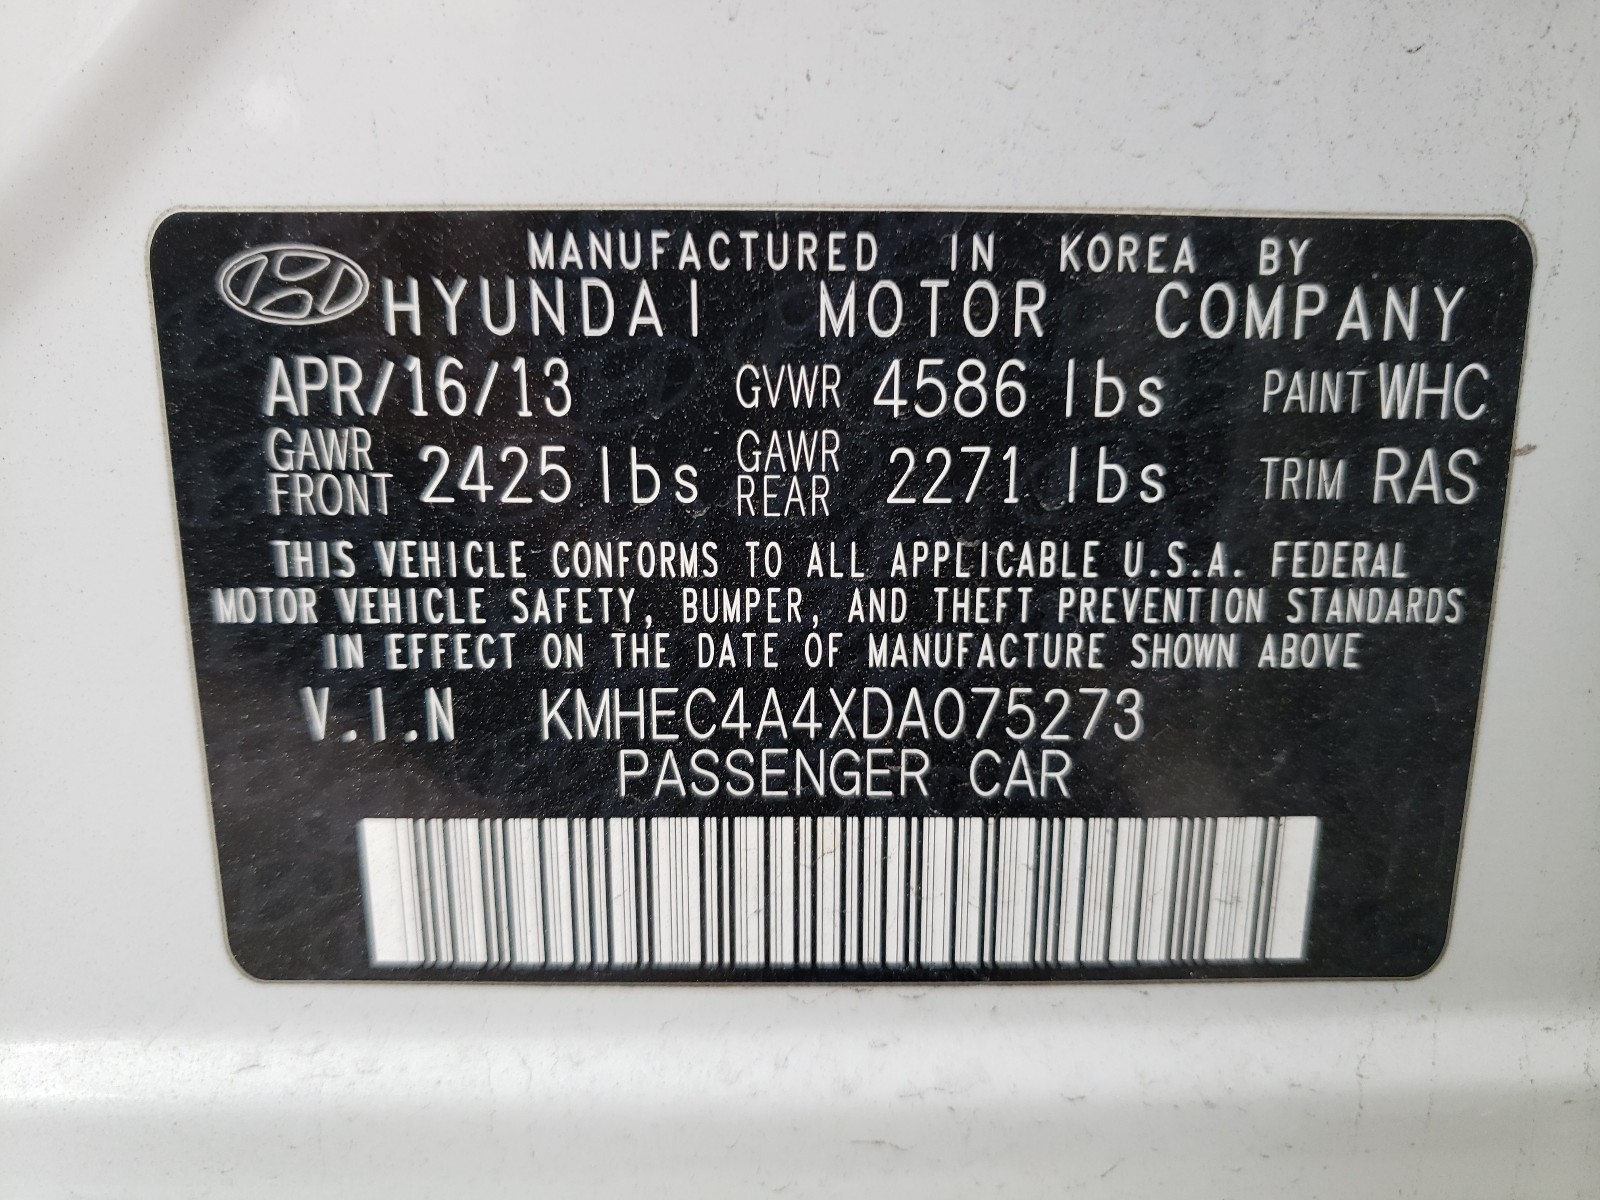 MANUFACTURED IN KOREA BY
HYUNDAI MOTOR COMPANY
APR/16/13 GVWR 4586 lbs PAINT WHC
GAWR FRONT 2425 lbs GAWR REAR 2271 lbs TRIM RAS
THIS VEHICLE CONFORMS TO ALL APPLICABLE U.S.A. FEDERAL
MOTOR VEHICLE SAFETY, BUMPER, AND THEFT PREVENTION STANDARDS
IN EFFECT ON THE DATE OF MANUFACTURE SHOWN ABOVE
V.I.N KMHEC4A4XDA075273
PASSENGER CAR